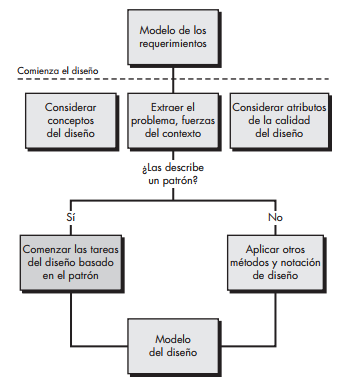 Modelo de los
requerimientos
Comienza el diseño
Considerar
conceptos
del diseño
Extraer el
problema, fuerzas
del contexto
Considerar atributos
de la calidad
del diseño
¿Las describe
un patrón?
Sí
No
Comenzar las tareas
del diseño basado
en el patrón
Aplicar otros
métodos y notación
de diseño
Modelo
del diseño